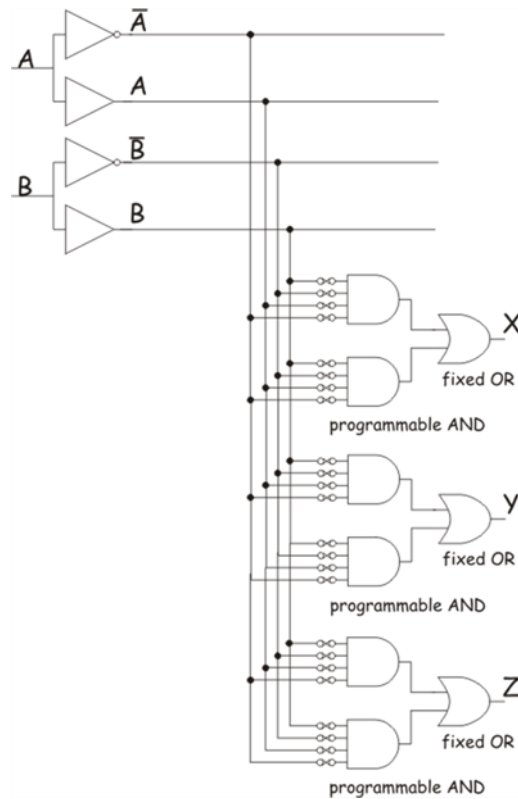 A̅
A
A
B̅
B
B
X
fixed OR
programmable AND
Y
fixed OR
programmable AND
Z
fixed OR
programmable AND